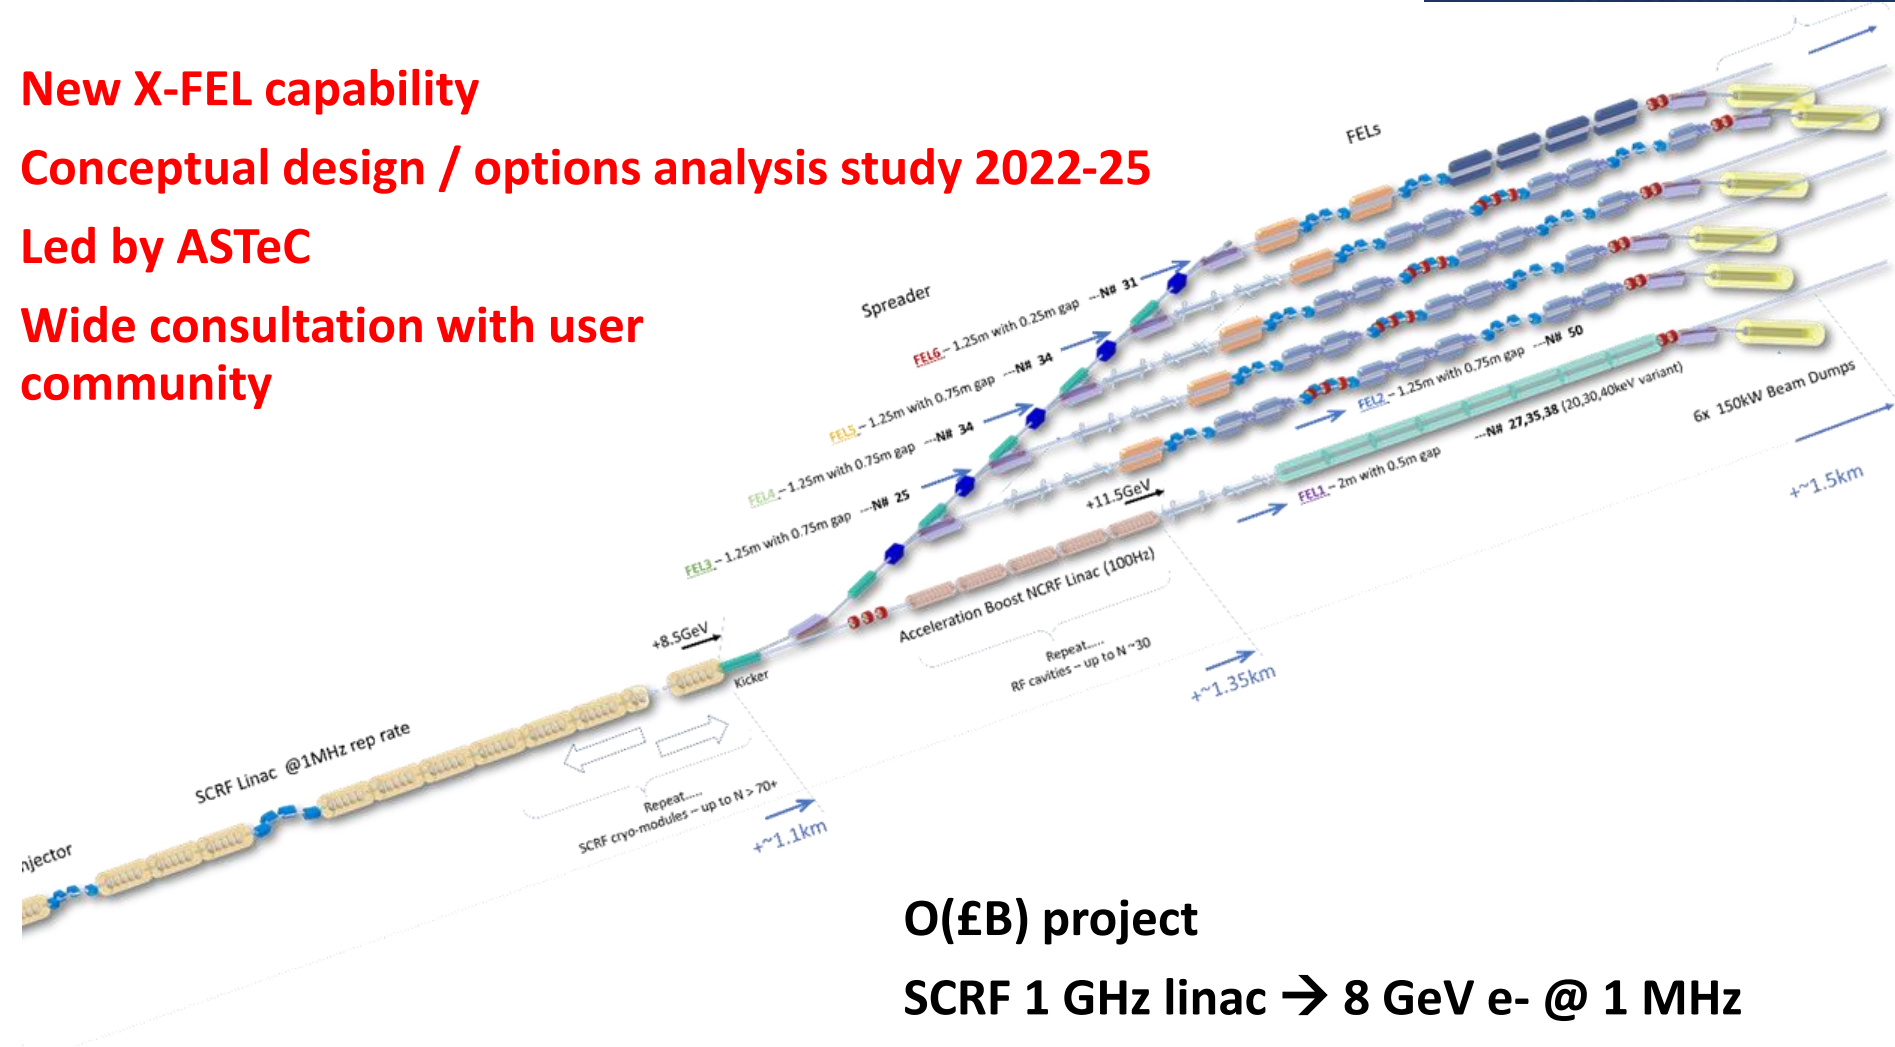 New X-FEL capability
Conceptual design / options analysis study 2022-25
Led by ASTeC
Wide consultation with user
community
FELs
Spreader
FEL6 – 1.25m with 0.25m gap ---N# 31
FEL5 – 1.25m with 0.75m gap ---N# 34
FEL4 – 1.25m with 0.75m gap ---N# 34
FEL3 – 1.25m with 0.75m gap ---N# 25
FEL2 – 1.25m with 0.75m gap ---N# 50
FEL1 – 2m with 0.5m gap ---N# 27,35,38 (20,30,40keV variant)
6x 150kW Beam Dumps
+~1.5km
+11.5GeV
Acceleration Boost NCRF Linac (100Hz)
Repeat.....
RF cavities – up to N ~30
+~1.35km
+8.5GeV
Kicker
SCRF Linac @1MHz rep rate
Repeat.....
SCRF cryo-modules – up to N > 70+
+~1.1km
njector
O(£B) project
SCRF 1 GHz linac → 8 GeV e- @ 1 MHz